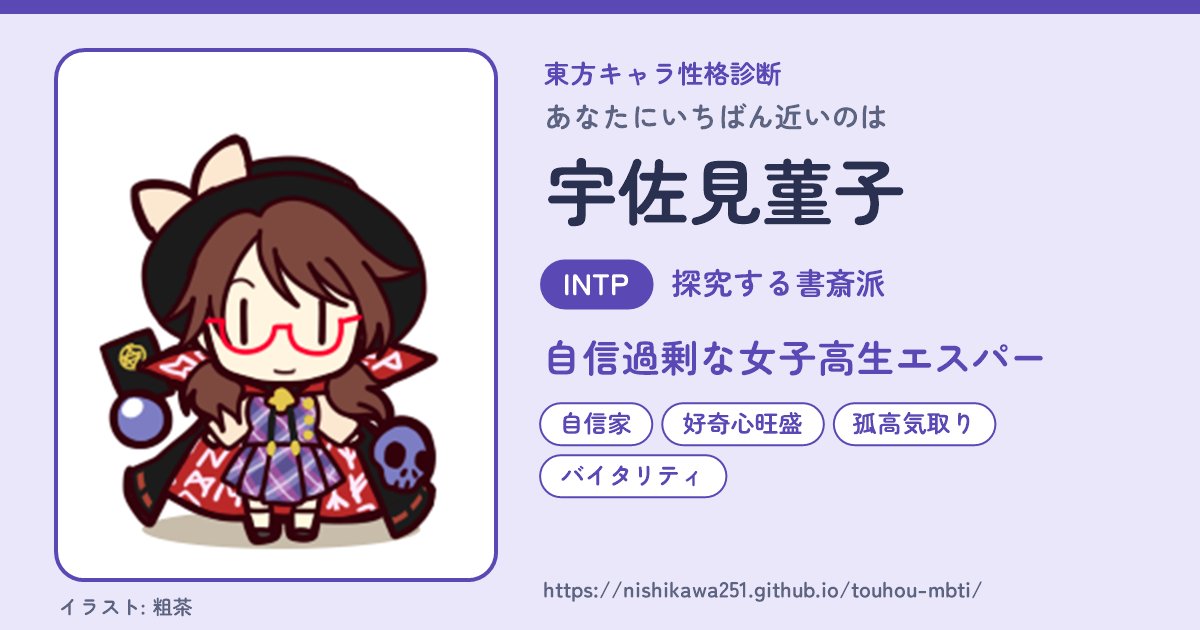 東方キャラ性格診断
あなたにいちばん近いのは
宇佐見菫子
INTP 探究する書斎派
自信過剰な女子高生エスパー
自信家 好奇心旺盛 孤高気取り
バイタリティ
https://nishikawa251.github.io/touhou-mbti/
イラスト: 粗茶